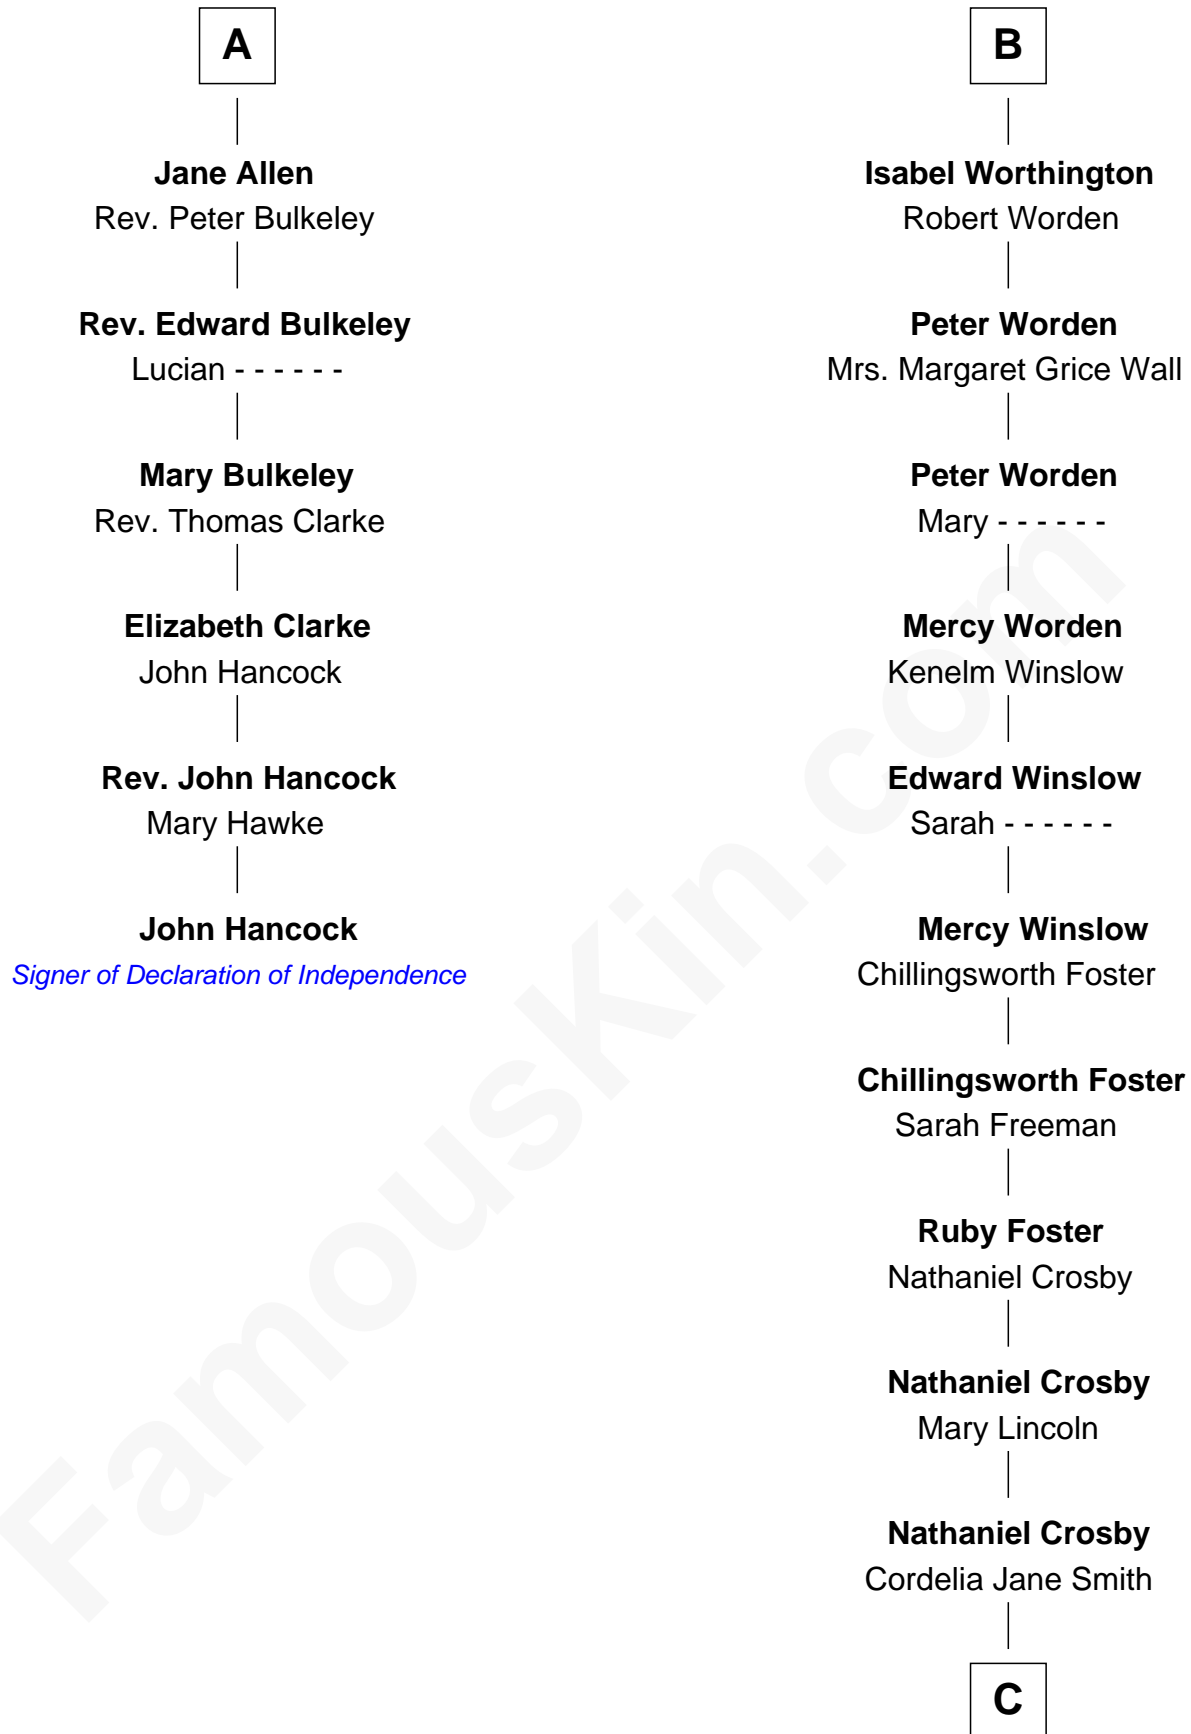 A
Jane Allen
Rev. Peter Bulkeley
Rev. Edward Bulkeley
Lucian - - - - - -
Mary Bulkeley
Rev. Thomas Clarke
Elizabeth Clarke
John Hancock
Rev. John Hancock
Mary Hawke
John Hancock
Signer of Declaration of Independence
B
Isabel Worthington
Robert Worden
Peter Worden
Mrs. Margaret Grice Wall
Peter Worden
Mary - - - - - -
Mercy Worden
Kenelm Winslow
Edward Winslow
Sarah - - - - - -
Mercy Winslow
Chillingsworth Foster
Chillingsworth Foster
Sarah Freeman
Ruby Foster
Nathaniel Crosby
Nathaniel Crosby
Mary Lincoln
Nathaniel Crosby
Cordelia Jane Smith
C
FamousKin.com